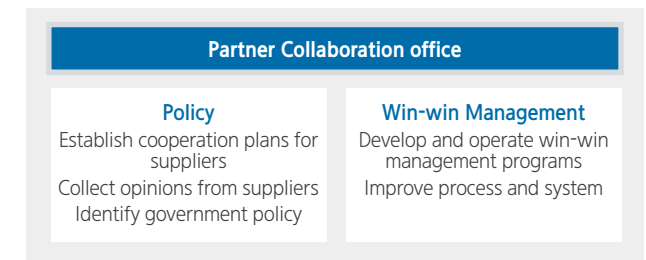 Partner Collaboration office
Policy
Establish cooperation plans for
suppliers
Collect opinions from suppliers
Identify government policy
Win-win Management
Develop and operate win-win
management programs
Improve process and system